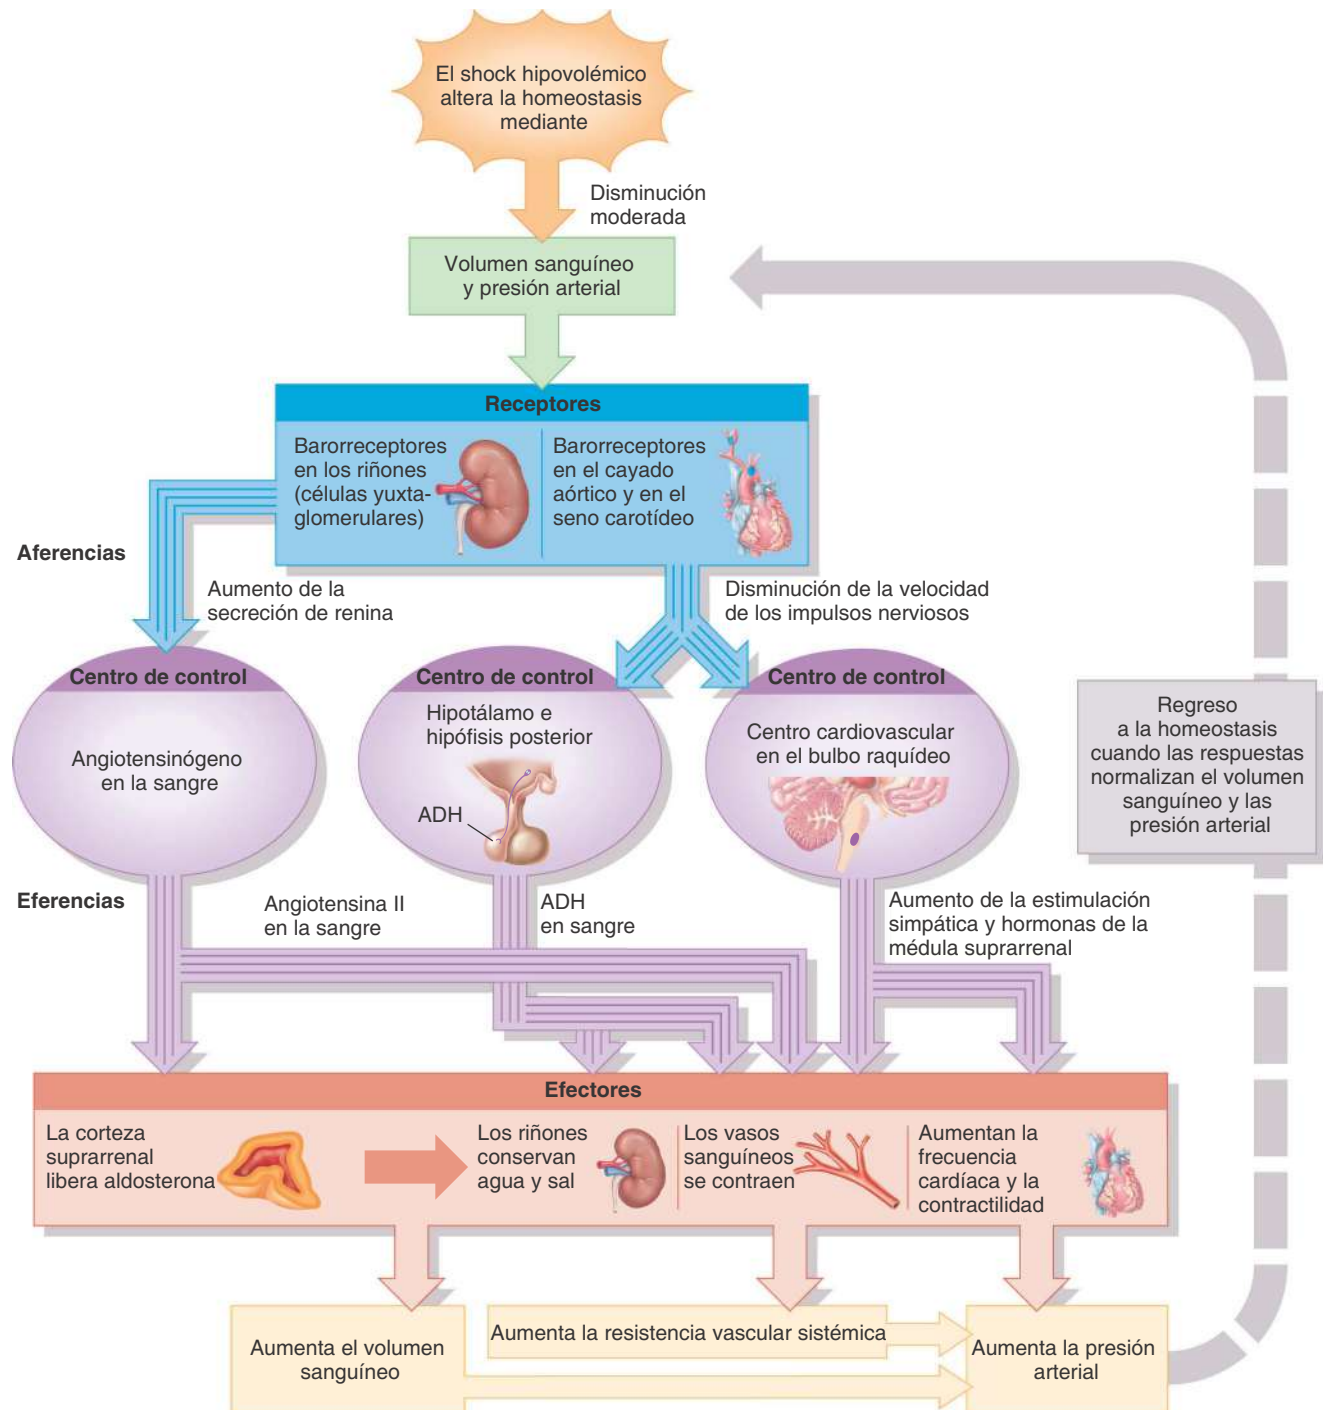 El shock hipovolémico
altera la homeostasis
mediante
Disminución
moderada
Volumen sanguíneo
y presión arterial
Receptores
Barorreceptores
en los riñones
(células yuxta-
glomerulares)
Barorreceptores
en el cayado
aórtico y en el
seno carotídeo
Aferencias
Aumento de la
secreción de renina
Disminución de la velocidad
de los impulsos nerviosos
Centro de control
Angiotensinógeno
en la sangre
Centro de control
Hipotálamo e
hipófisis posterior
ADH
Centro de control
Centro cardiovascular
en el bulbo raquídeo
Regreso
a la homeostasis
cuando las respuestas
normalizan el volumen
sanguíneo y las
presión arterial
Eferencias
Angiotensina II
en la sangre
ADH
en sangre
Aumento de la estimulación
simpática y hormonas de la
médula suprarrenal
Efectores
La corteza
suprarrenal
libera aldosterona
Los riñones
conservan
agua y sal
Los vasos
sanguíneos
se contraen
Aumentan la
frecuencia
cardíaca y la
contractilidad
Aumenta el volumen
sanguíneo
Aumenta la resistencia vascular sistémica
Aumenta la presión
arterial